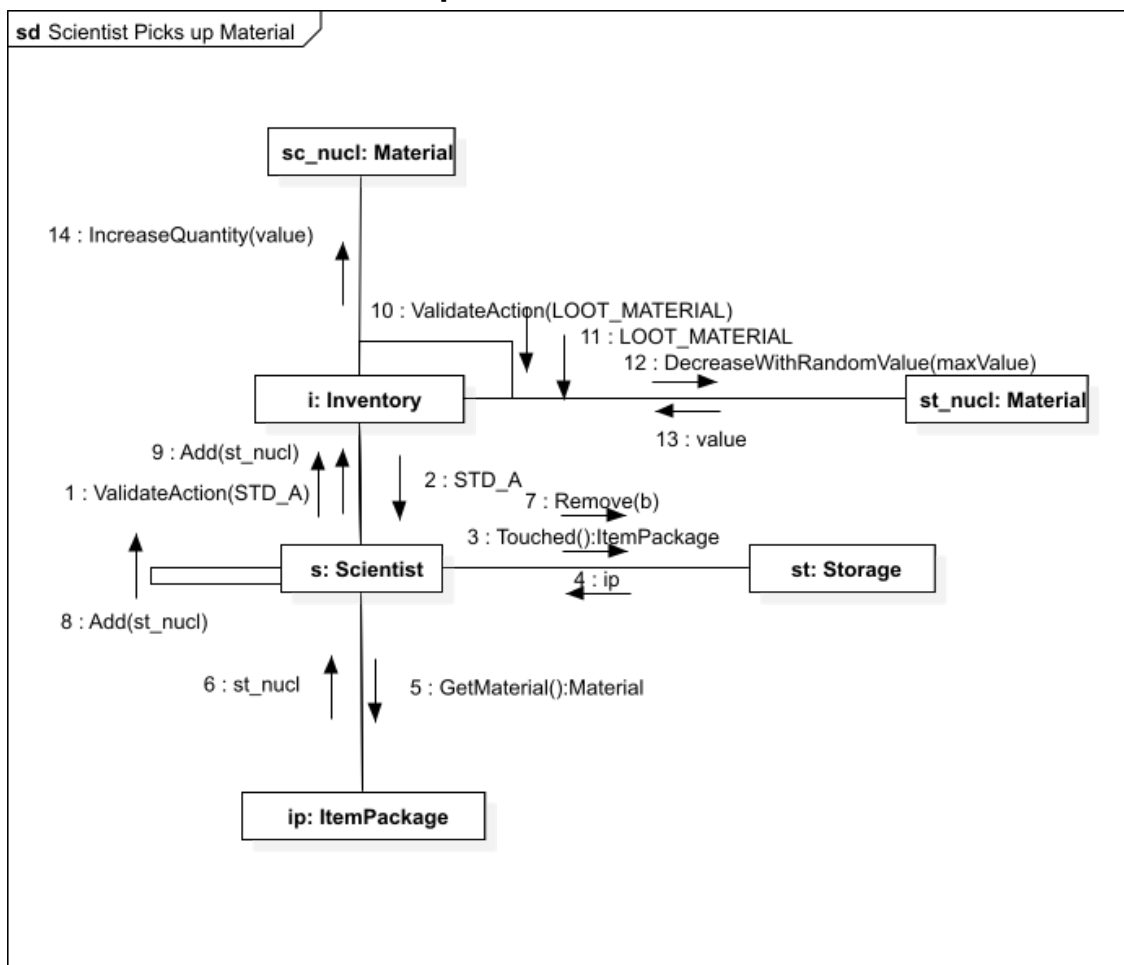 sd Scientist Picks up Material
sc_nucl: Material
14 : IncreaseQuantity(value)
10 : ValidateAction(LOOT_MATERIAL)
11 : LOOT_MATERIAL
12 : DecreaseWithRandomValue(maxValue)
i: Inventory
st_nucl: Material
13 : value
9 : Add(st_nucl)
2 : STD_A
1 : ValidateAction(STD_A)
7 : Remove(b)
3 : Touched():ItemPackage
s: Scientist
st: Storage
4 : ip
8 : Add(st_nucl)
6 : st_nucl
5 : GetMaterial():Material
ip: ItemPackage